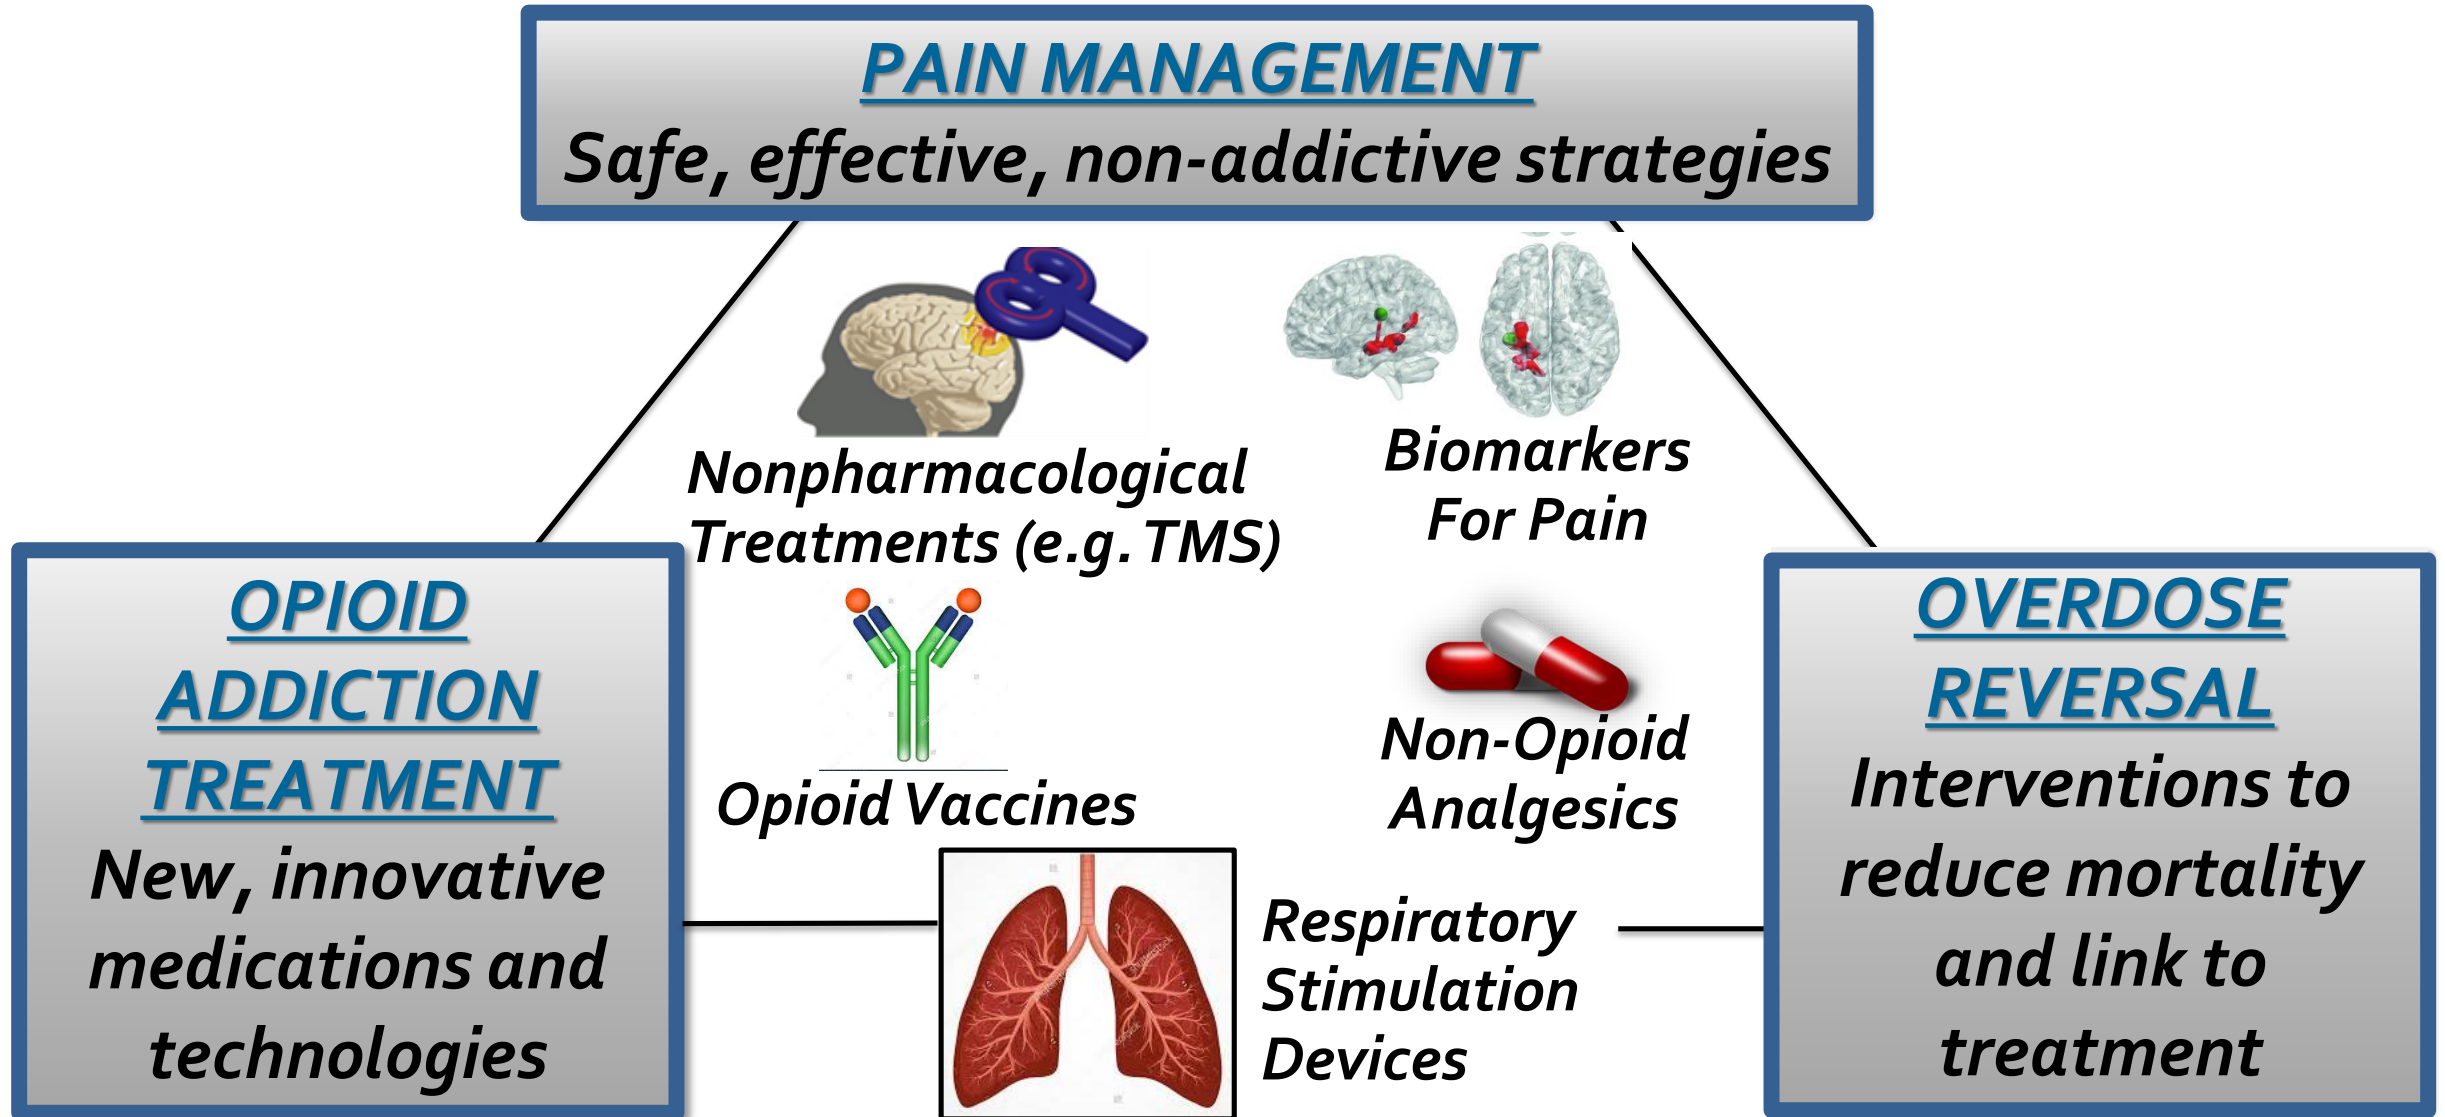 PAIN MANAGEMENT
Safe, effective, non-addictive strategies
Nonpharmacological
Treatments (e.g. TMS)
Biomarkers
For Pain
OPIOID
ADDICTION
TREATMENT
New, innovative
medications and
technologies
Opioid Vaccines
Non-Opioid
Analgesics
Respiratory
Stimulation
Devices
OVERDOSE
REVERSAL
Interventions to
reduce mortality
and link to
treatment